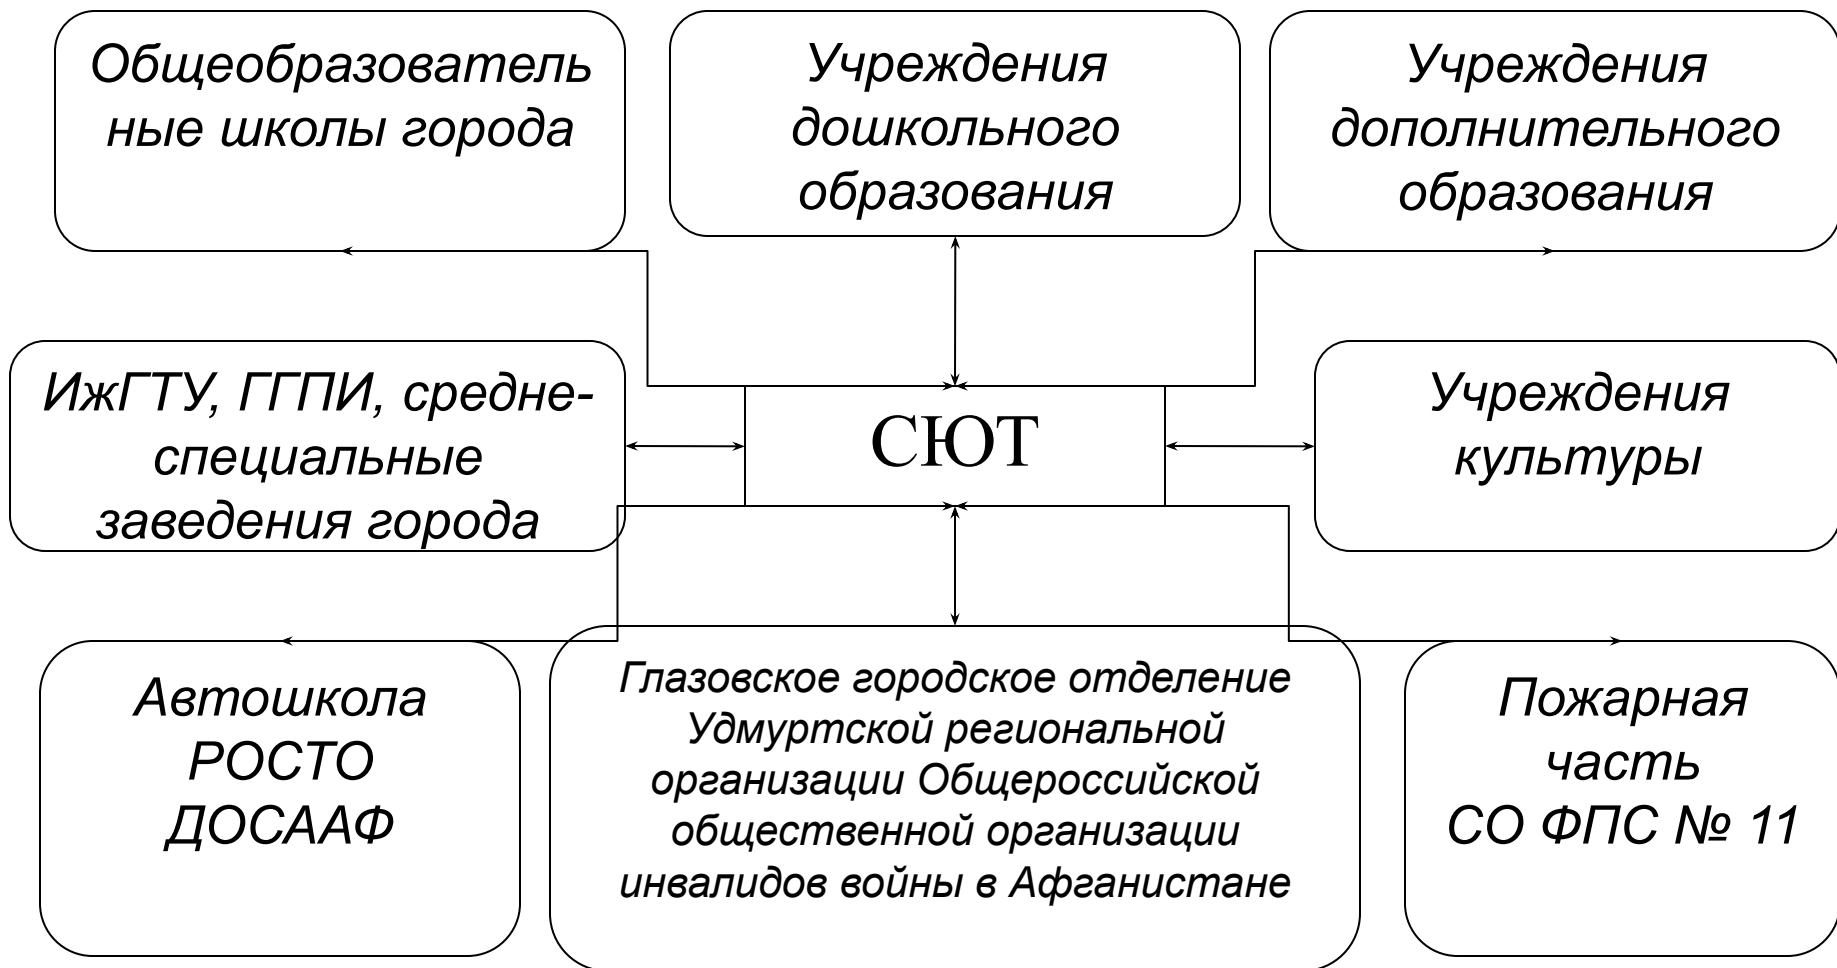 Общеобразователь
ные школы города
Учреждения
дошкольного
образования
Учреждения
дополнительного
образования
ИжГТУ, ГГПИ, средне-
специальные
заведения города
СЮТ
Учреждения
культуры
Автошкола
РОСТО
ДОСААФ
Глазовское городское отделение
Удмуртской региональной
организации Общероссийской
общественной организации
инвалидов войны в Афганистане
Пожарная
часть
СО ФПС № 11